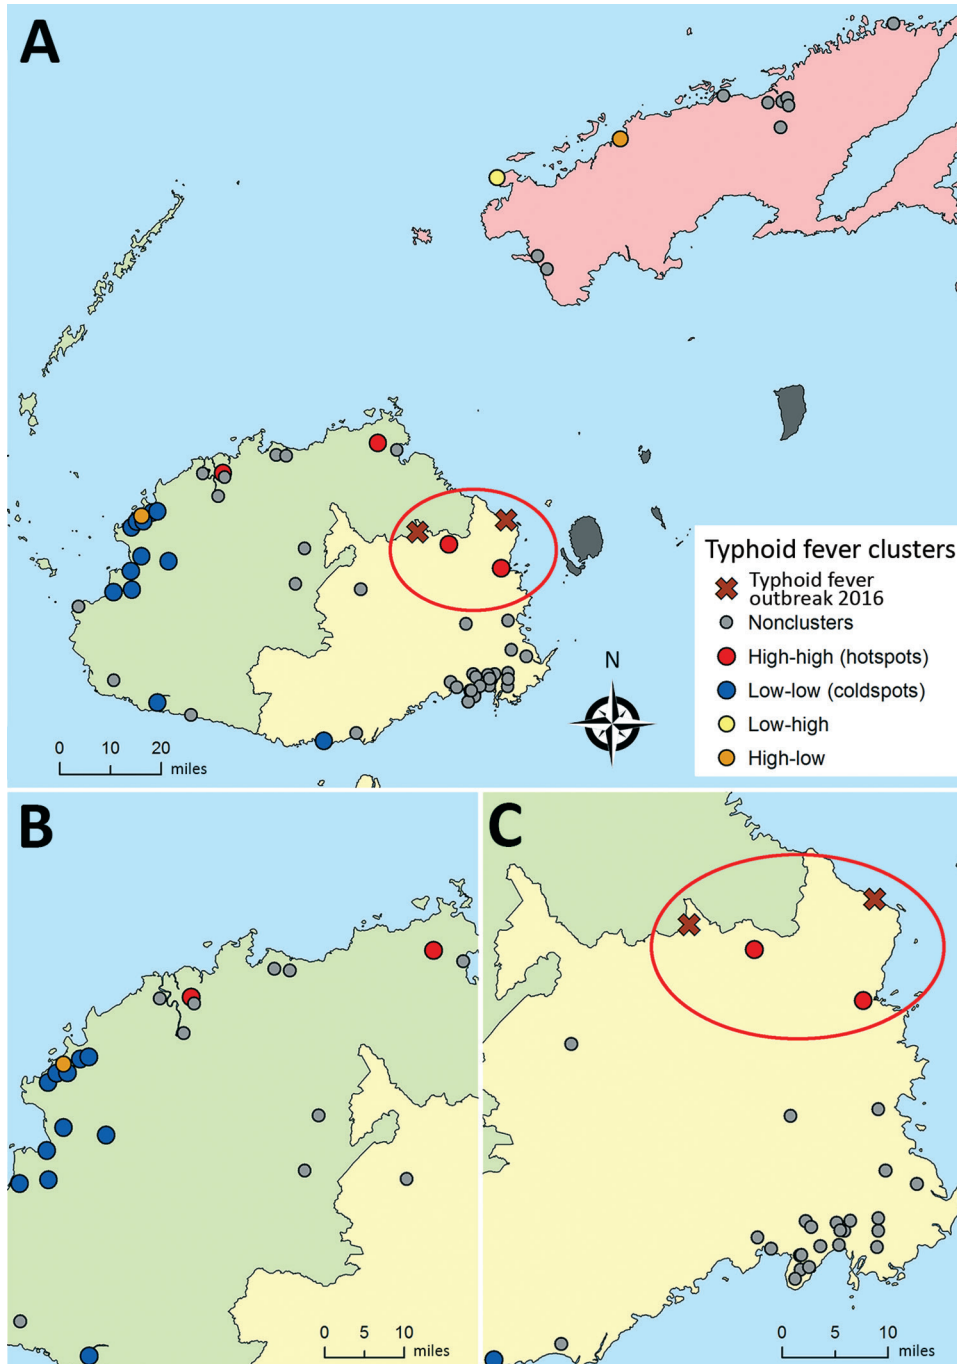 A
N
Typhoid fever clusters
Typhoid fever
outbreak 2016
Nonclusters
High-high (hotspots)
Low-low (coldspots)
Low-high
High-low
0 10 20
miles
B
0 5 10
miles
C
0 5 10
miles